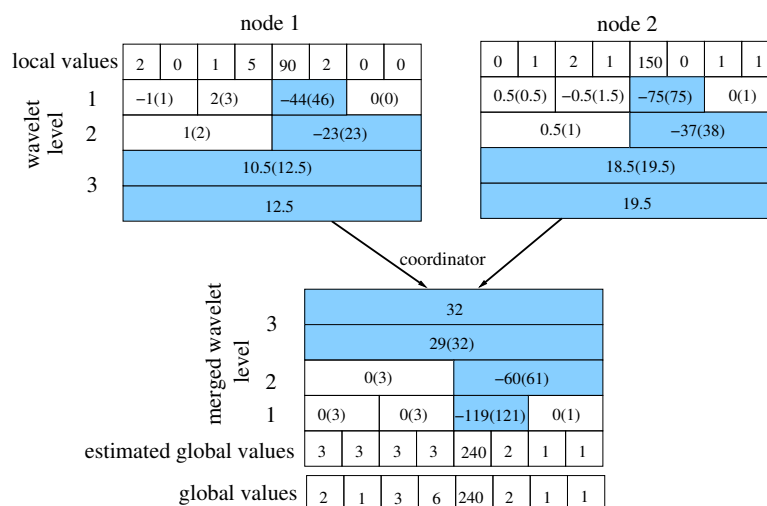 node 1
node 2
local values 2 0 1 5 90 2 0 0
0 1 2 1 150 0 1 1
wavelet level
1 −1(1) 2(3) −44(46) 0(0)
1 0.5(0.5) −0.5(1.5) −75(75) 0(1)
2 1(2) −23(23)
2 0.5(1) −37(38)
3 10.5(12.5)
12.5
3 18.5(19.5)
19.5
coordinator
merged wavelet level
3 32
29(32)
2 0(3) −60(61)
1 0(3) 0(3) −119(121) 0(1)
estimated global values 3 3 3 3 240 2 1 1
global values 2 1 3 6 240 2 1 1